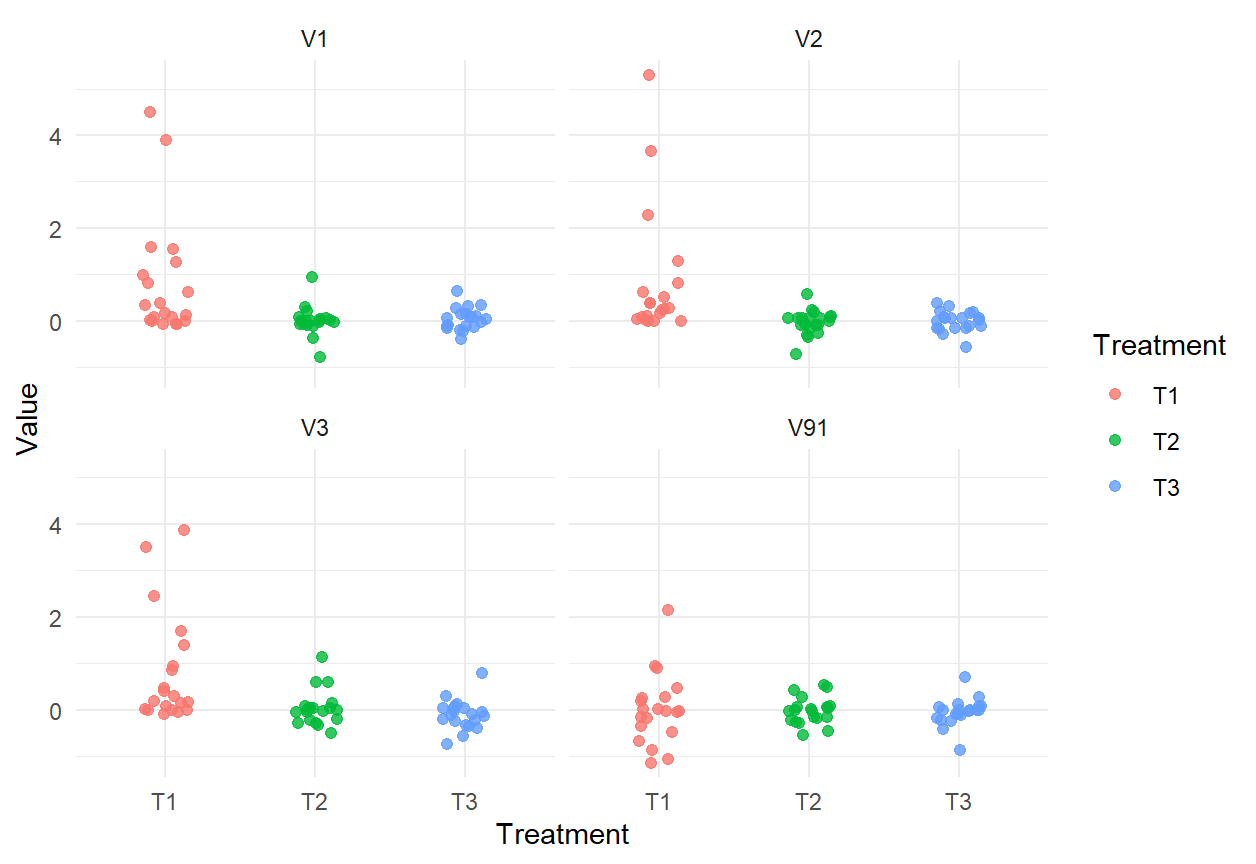 V1 V2
4
2
0
Value
V3 V91
4
2
0
T1 T2 T3 T1 T2 T3
Treatment
Treatment
T1
T2
T3